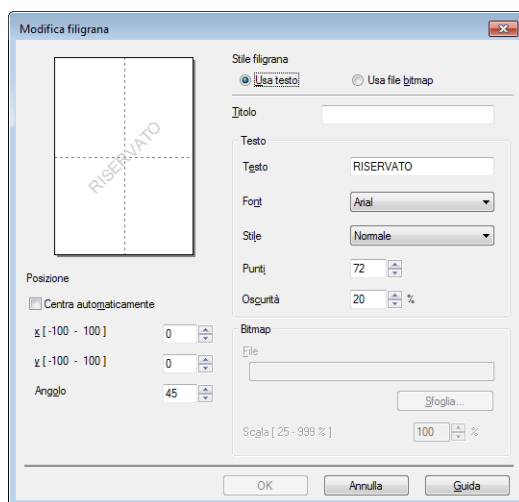 Modifica filigrana
RISERVATO
Stile filigrana
Usa testo
Usa file bitmap
Titolo
Testo
Testo RISERVATO
Font Arial
Stile Normale
Punti 72
Oscurità 20 %
Posizione
Centra automaticamente
x [ -100 - 100 ] 0
y [ -100 - 100 ] 0
Angolo 45
Bitmap
File
Sfoglia...
Scala [ 25 - 999 % ] 100 %
OK Annulla Guida